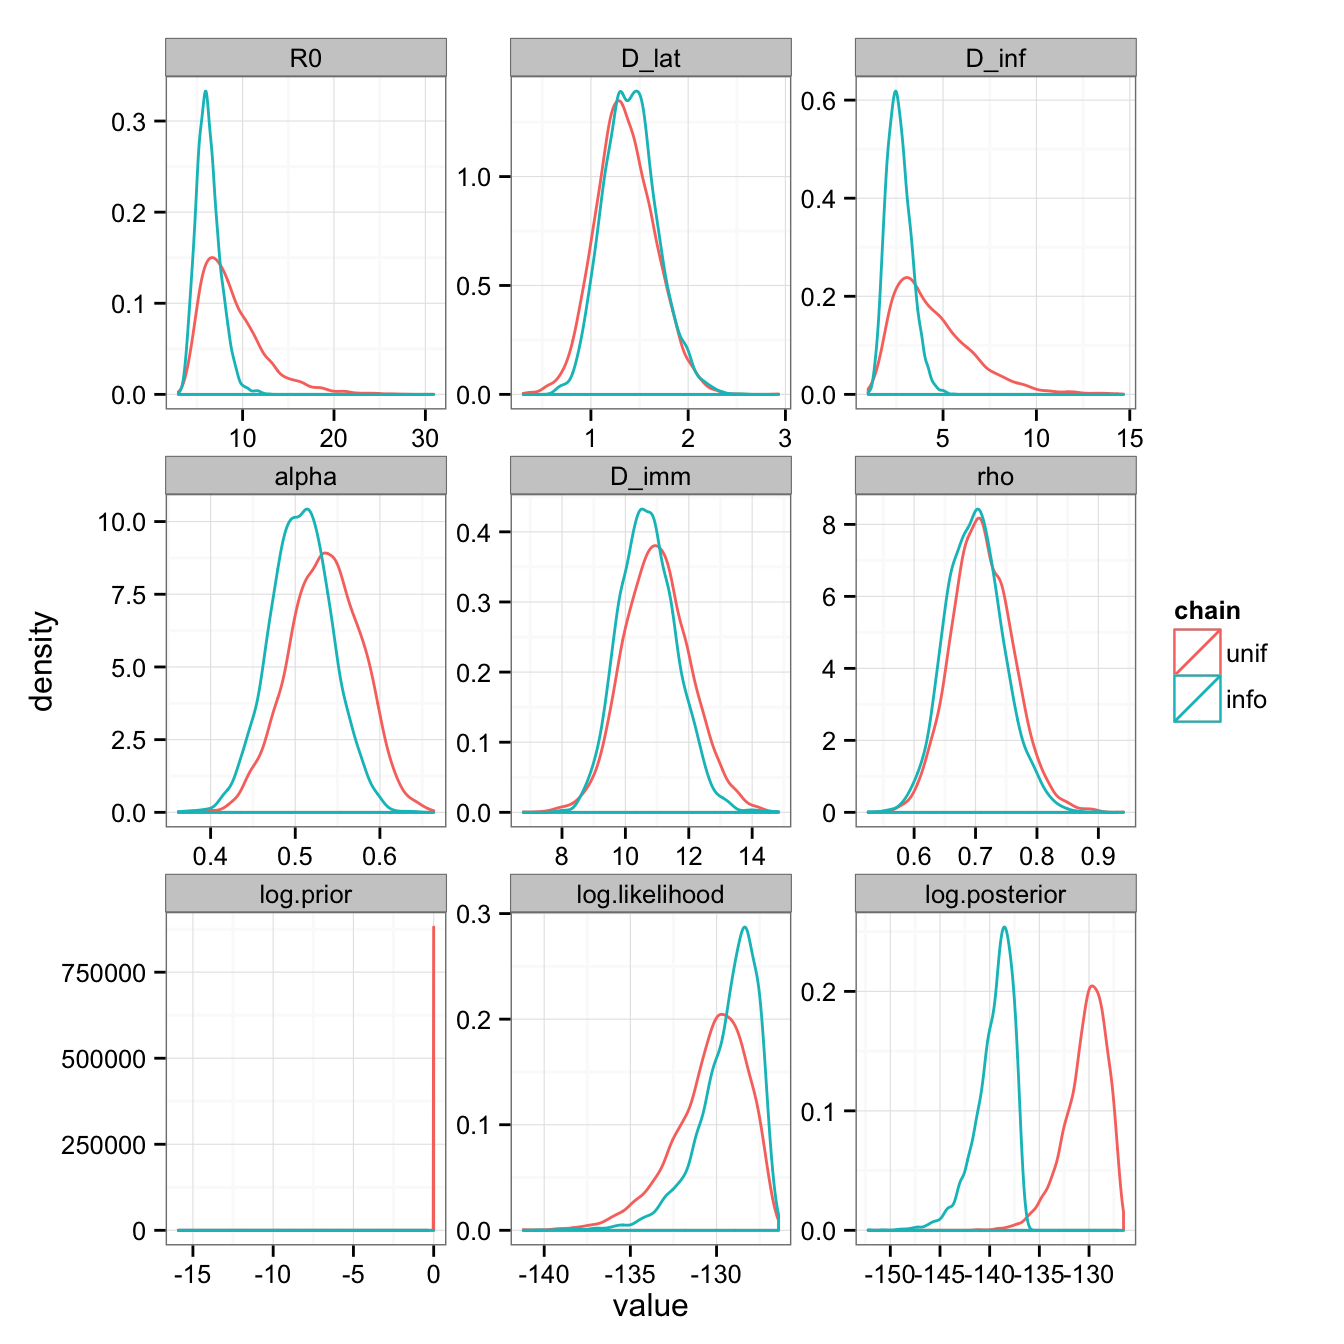 R0 D_lat D_inf
0.3
0.2
0.1
0.0
10 20 30
1.0
0.5
0.0
1 2 3
0.6
0.4
0.2
0.0
5 10 15
alpha D_imm rho
10.0
7.5
5.0
2.5
0.0
0.4 0.5 0.6
0.4
0.3
0.2
0.1
0.0
8 10 12 14
8
6
4
2
0
0.6 0.7 0.8 0.9
log.prior log.likelihood log.posterior
750000
500000
250000
0
-15 -10 -5 0
0.3
0.2
0.1
0.0
-140 -135 -130
0.2
0.1
0.0
-150 -145 -140 -135 -130
density
value
chain
unif
info